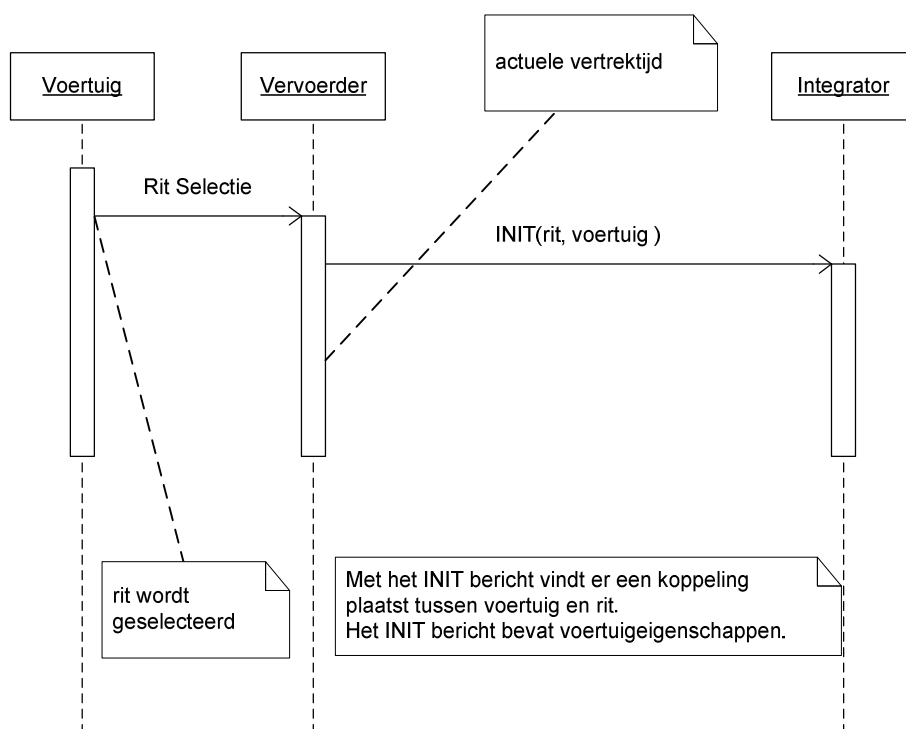 actuele vertrektijd
Voertuig
Vervoerder
Integrator
Rit Selectie
INIT(rit, voertuig )
rit wordt
geselecteerd
Met het INIT bericht vindt er een koppeling
plaatst tussen voertuig en rit.
Het INIT bericht bevat voertuigeigenschappen.